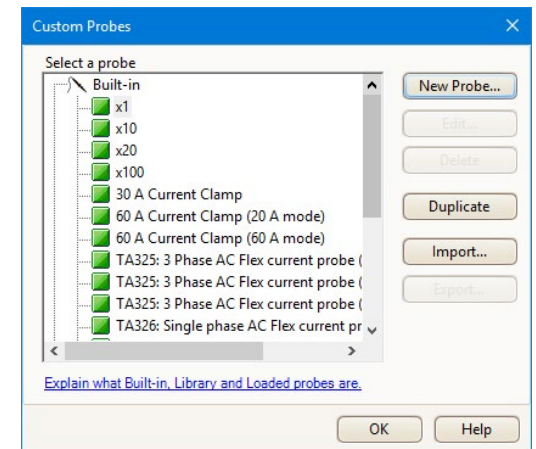 Custom Probes
Select a probe
Built-in
x1
x10
x20
x100
30 A Current Clamp
60 A Current Clamp (20 A mode)
60 A Current Clamp (60 A mode)
TA325: 3 Phase AC Flex current probe (
TA325: 3 Phase AC Flex current probe (
TA325: 3 Phase AC Flex current probe (
TA326: Single phase AC Flex current pr
New Probe...
Edit...
Delete
Duplicate
Import...
Export...
Explain what Built-in, Library and Loaded probes are.
OK
Help